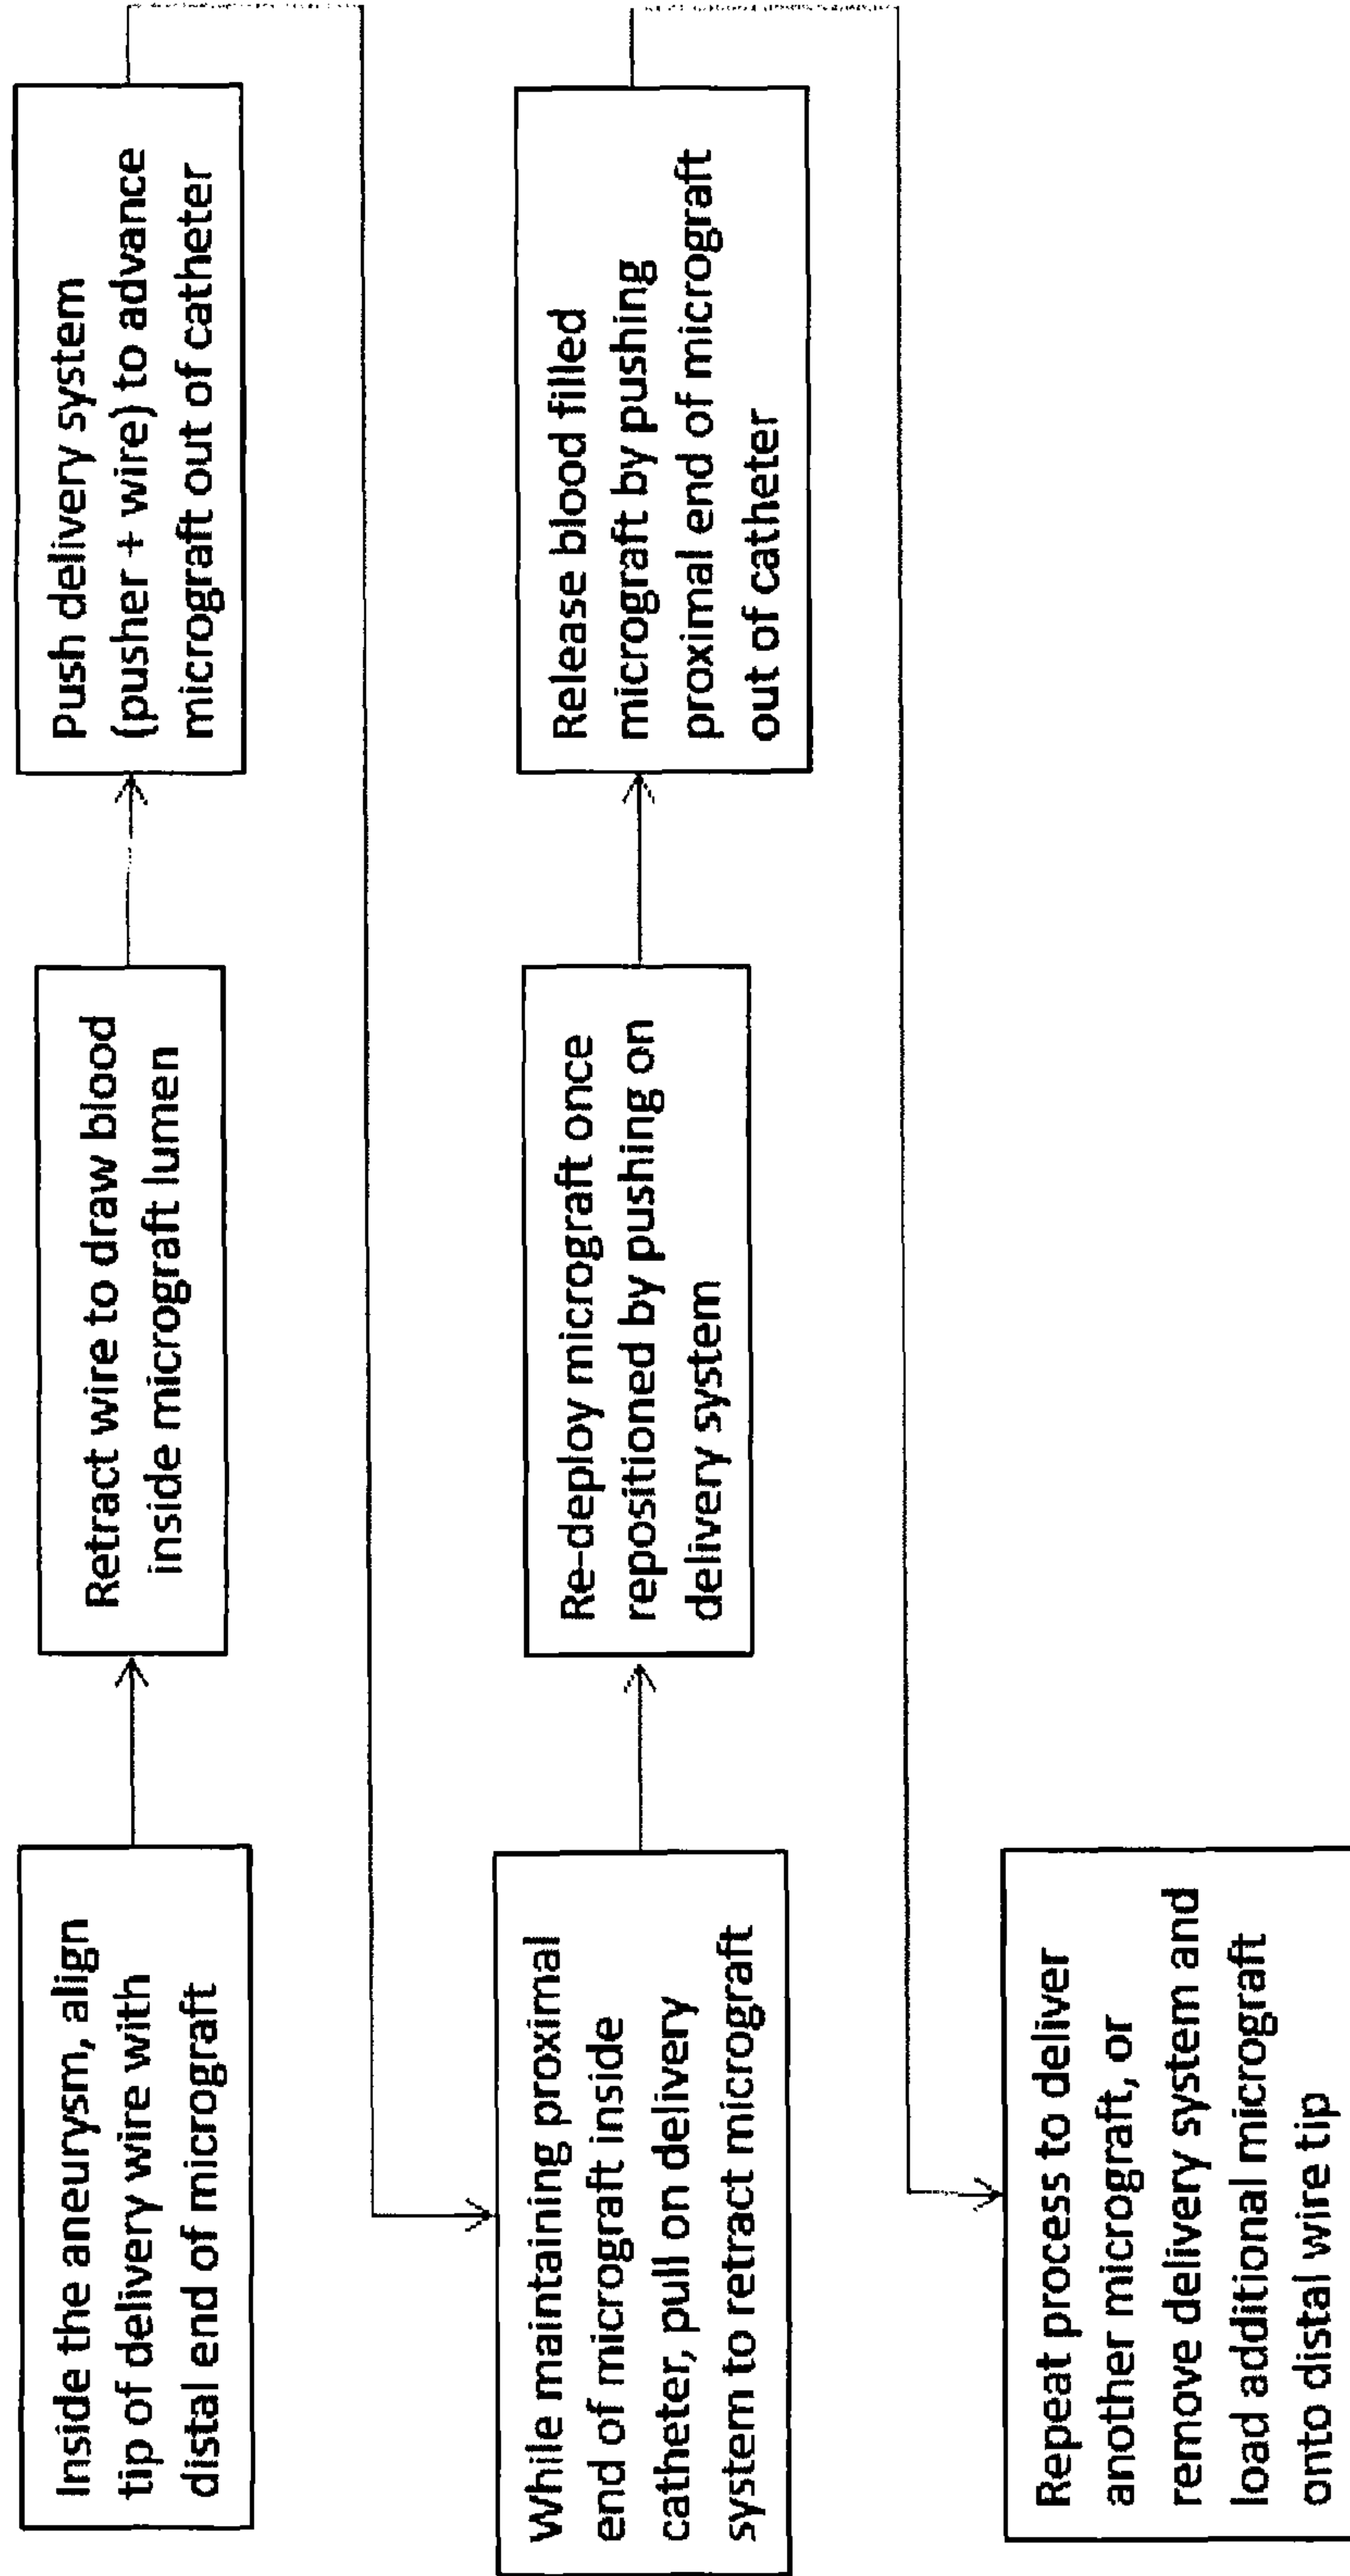 Inside the aneurysm, align
tip of delivery wire with
distal end of micrograft
Retract wire to draw blood
inside micrograft lumen
Push delivery system
(pusher + wire) to advance
micrograft out of catheter
While maintaining proximal
end of micrograft inside
catheter, pull on delivery
system to retract micrograft
Re-deploy micrograft once
repositioned by pushing on
delivery system
Release blood filled
micrograft by pushing
proximal end of micrograft
out of catheter
Repeat process to deliver
another micrograft, or
remove delivery system and
load additional micrograft
onto distal wire tip